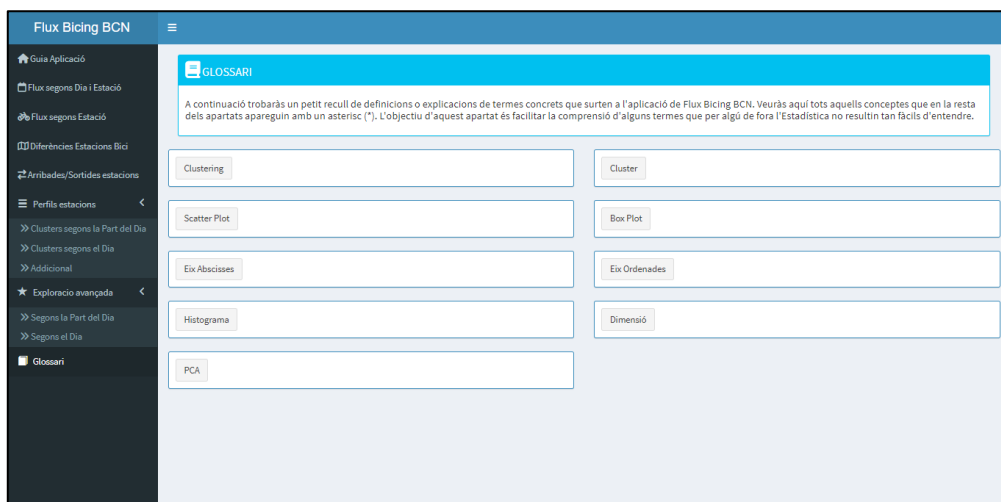 Flux Bicing BCN
Guia Aplicació
Flux segons Dia i Estació
Flux segons Estació
Diferències Estacions Bici
Arribades/Sortides estacions
Perfils estacions
Clusters segons la Part del Dia
Clusters segons el Dia
Addicional
Exploracio avançada
Segons la Part del Dia
Segons el Dia
Glossari
GLOSSARI
A continuació trobaràs un petit recull de definicions o explicacions de termes concrets que surten a l'aplicació de Flux Bicing BCN. Veuràs aquí tots aquells conceptes que en la resta
dels apartats apareguin amb un asterisc (*). L'objectiu d'aquest apartat és facilitar la comprensió d'alguns termes que per algú de fora l'Estadística no resultin tan fàcils d'entendre.
Clustering
Cluster
Scatter Plot
Box Plot
Eix Abscisses
Eix Ordenades
Histograma
Dimensió
PCA